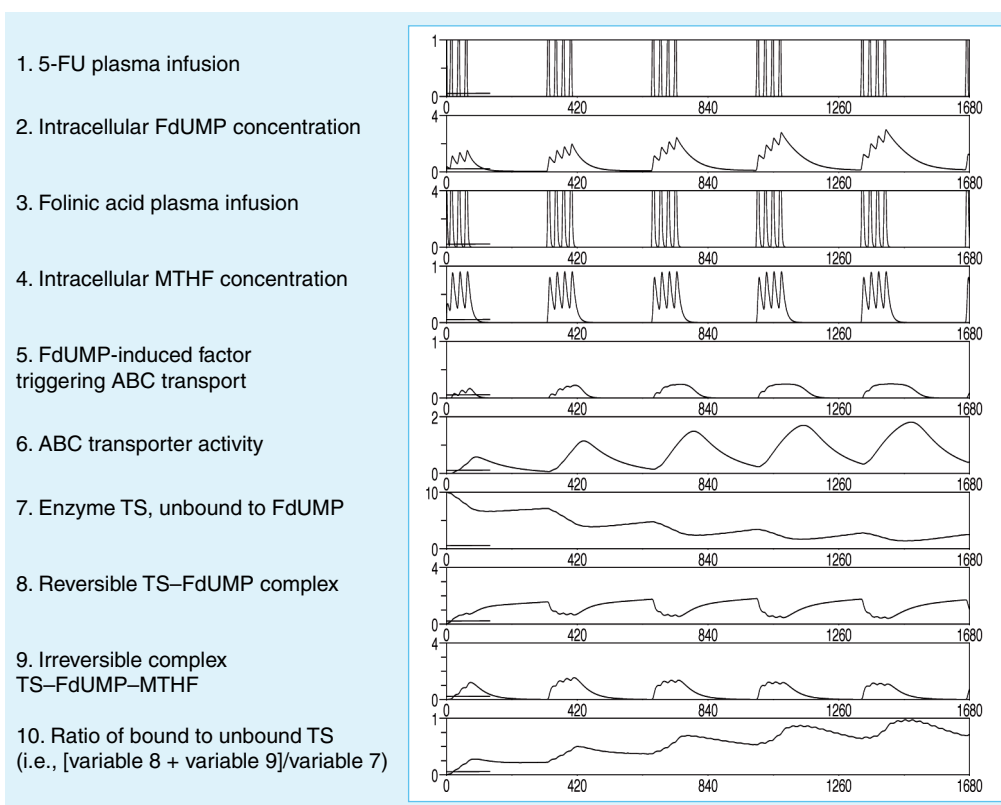 1. 5-FU plasma infusion
1
0
0 420 840 1260 1680
2. Intracellular FdUMP concentration
4
0
0 420 840 1260 1680
3. Folinic acid plasma infusion
4
0
0 420 840 1260 1680
4. Intracellular MTHF concentration
1
0
0 420 840 1260 1680
5. FdUMP-induced factor
triggering ABC transport
1
0
0 420 840 1260 1680
6. ABC transporter activity
2
0
0 420 840 1260 1680
7. Enzyme TS, unbound to FdUMP
10
0
0 420 840 1260 1680
8. Reversible TS–FdUMP complex
4
0
0 420 840 1260 1680
9. Irreversible complex
TS–FdUMP–MTHF
4
0
0 420 840 1260 1680
10. Ratio of bound to unbound TS
(i.e., [variable 8 + variable 9]/variable 7)
1
0
0 420 840 1260 1680